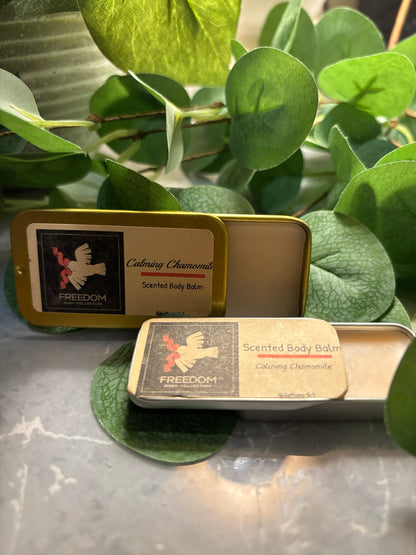 Calming Chamomile
Scented Body Balm
FREEDOM
BODY COLLECTION
Scented Body Balm
Calming Chamomile
FREEDOM
BODY COLLECTION